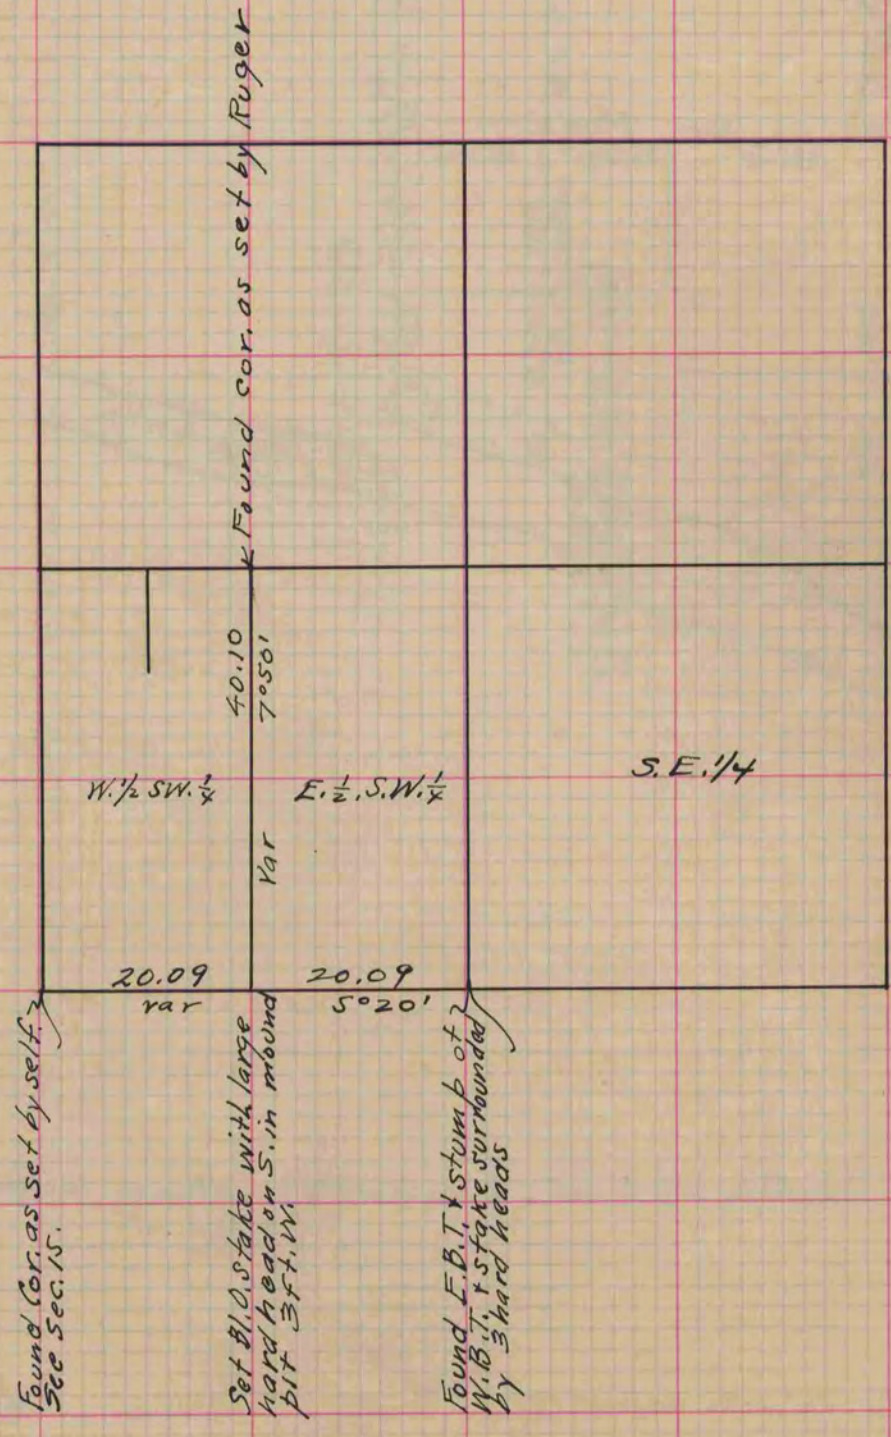 Found cor. as set by Ruger
40.10
7°50'
W. 1/2 SW. 1/4
E. 1/2. S.W. 1/4
S.E. 1/4
Var
20.09
var
20.09
5°20'
Found Cor. as set by self.
See Sec. 15.
Set Bl. O. stake with large
hard head on S. in mound
pit 3 ft. W.
Found E.B.T. & stump of
W.B.T. & stake surrounded
by 3 hard heads